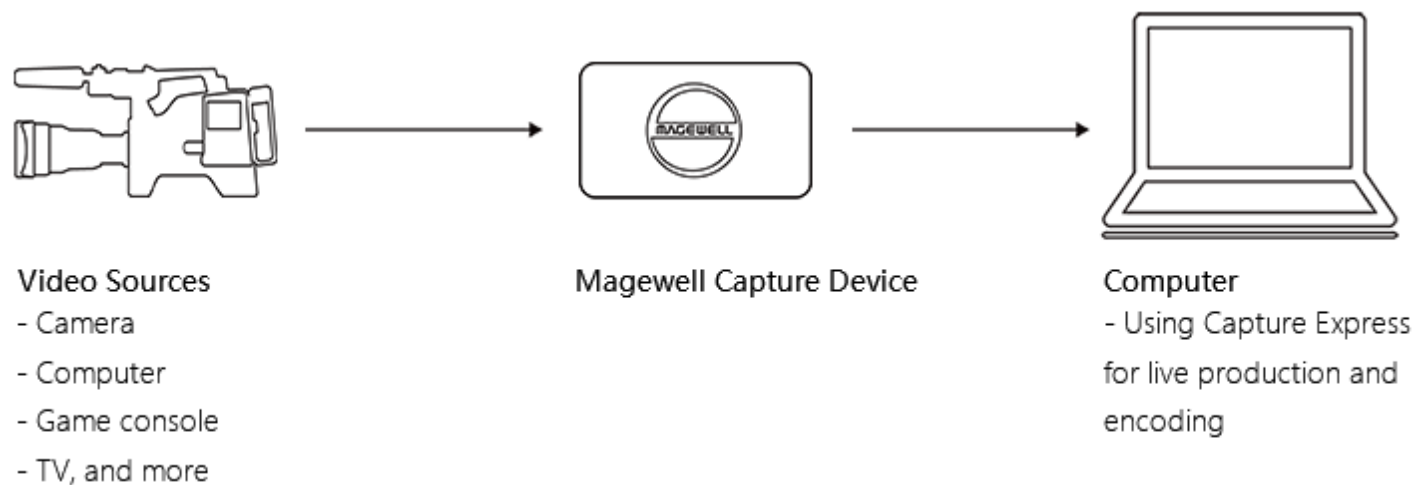 MAGEWELL
Video Sources
- Camera
- Computer
- Game console
- TV, and more
Magewell Capture Device
Computer
- Using Capture Express
for live production and
encoding